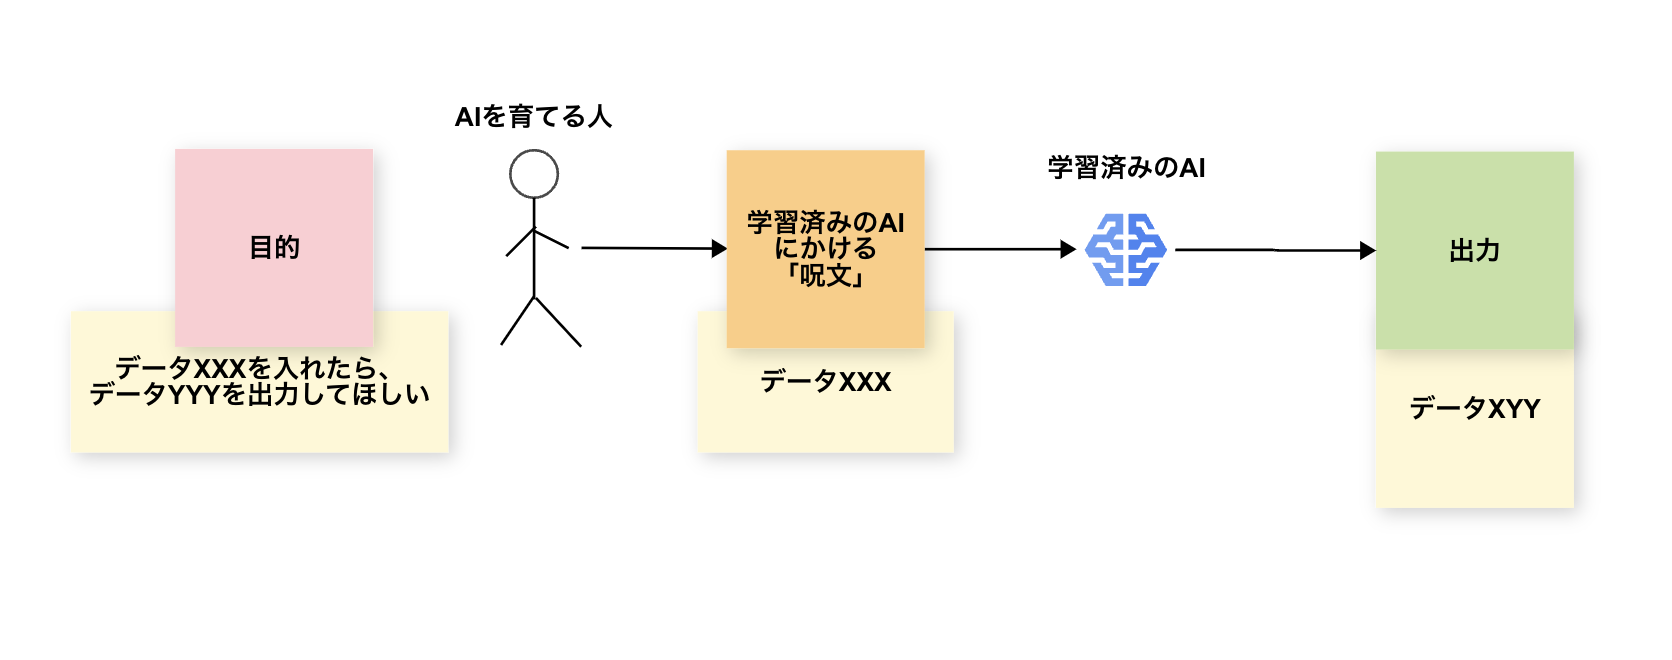 AIを育てる人
目的
データXXXを入れたら、
データYYYを出力してほしい
学習済みのAI
にかける
「呪文」
データXXX
学習済みのAI
出力
データXYY